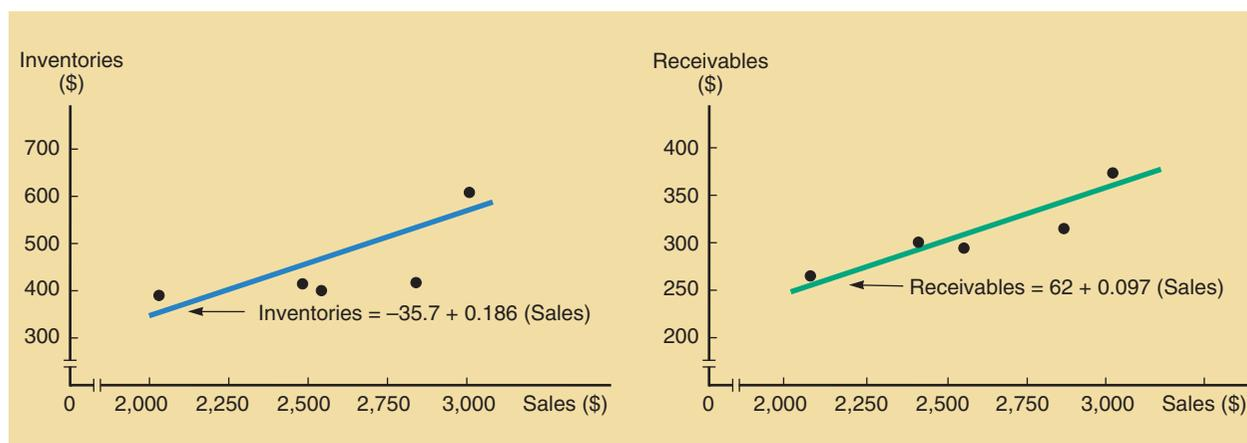 Inventories
($)
700
600
500
400
300
Inventories = –35.7 + 0.186 (Sales)
0 2,000 2,250 2,500 2,750 3,000 Sales ($)
Receivables
($)
400
350
300
250
200
Receivables = 62 + 0.097 (Sales)
0 2,000 2,250 2,500 2,750 3,000 Sales ($)